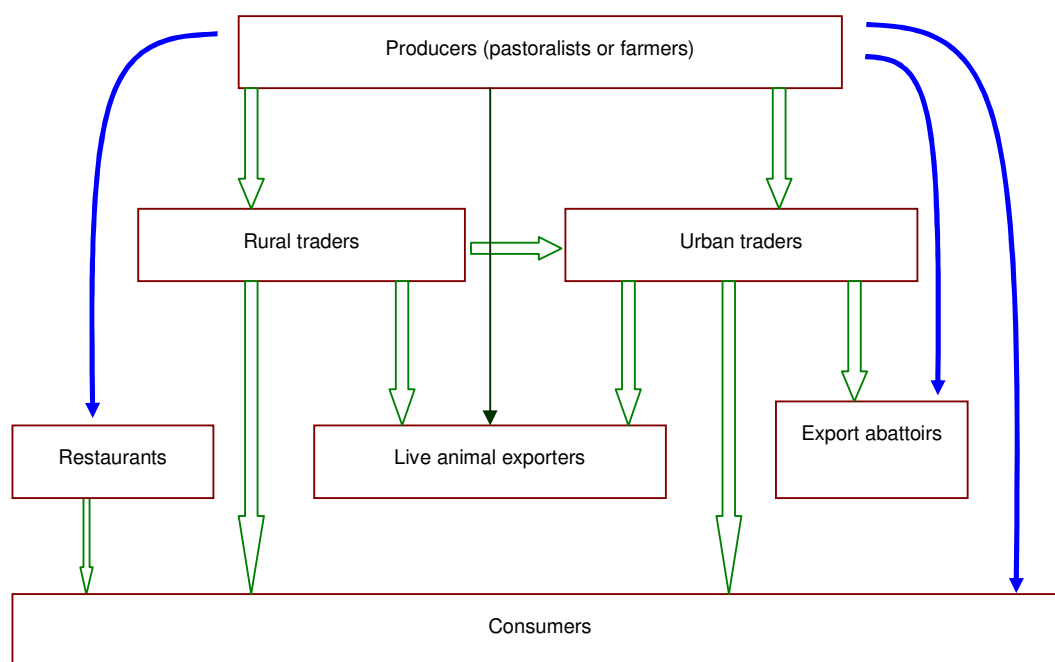 Producers (pastoralists or farmers)
Rural traders
Urban traders
Restaurants
Live animal exporters
Export abattoirs
Consumers